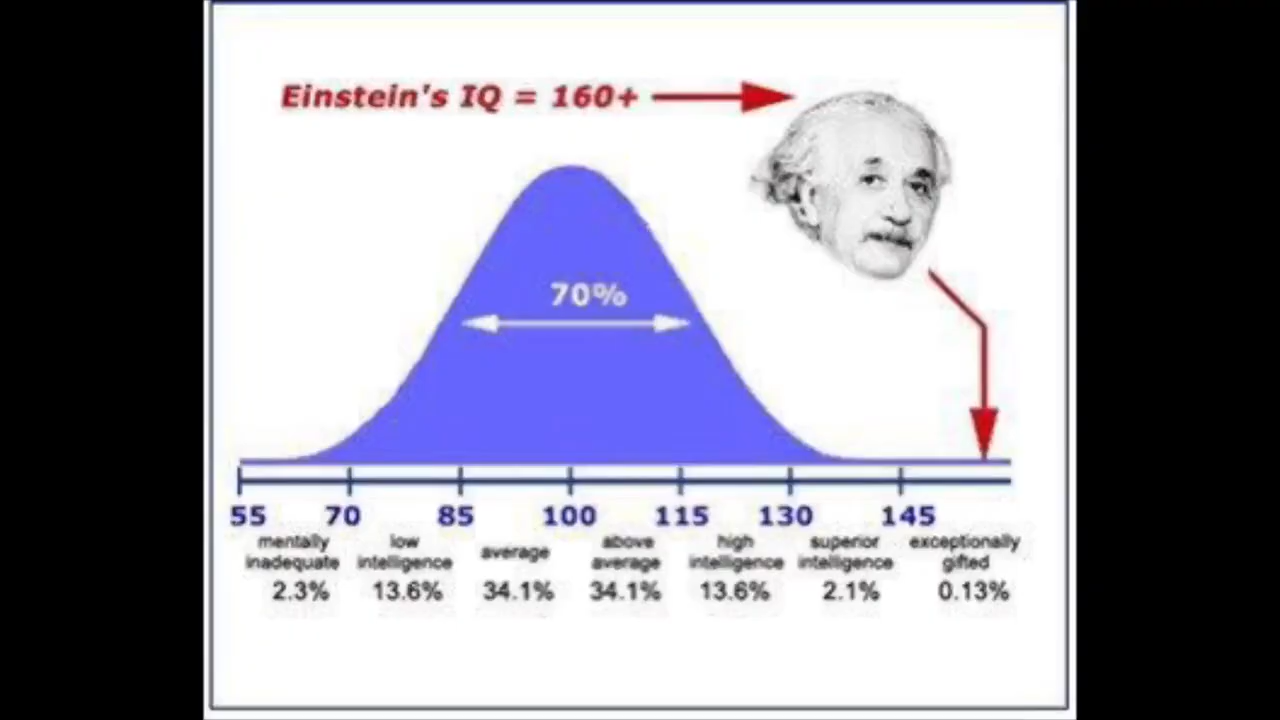 Einstein's IQ = 160+
70%
55 70 85 100 115 130 145
mentally inadequate low intelligence average above average high intelligence superior intelligence exceptionally gifted
2.3% 13.6% 34.1% 34.1% 13.6% 2.1% 0.13%